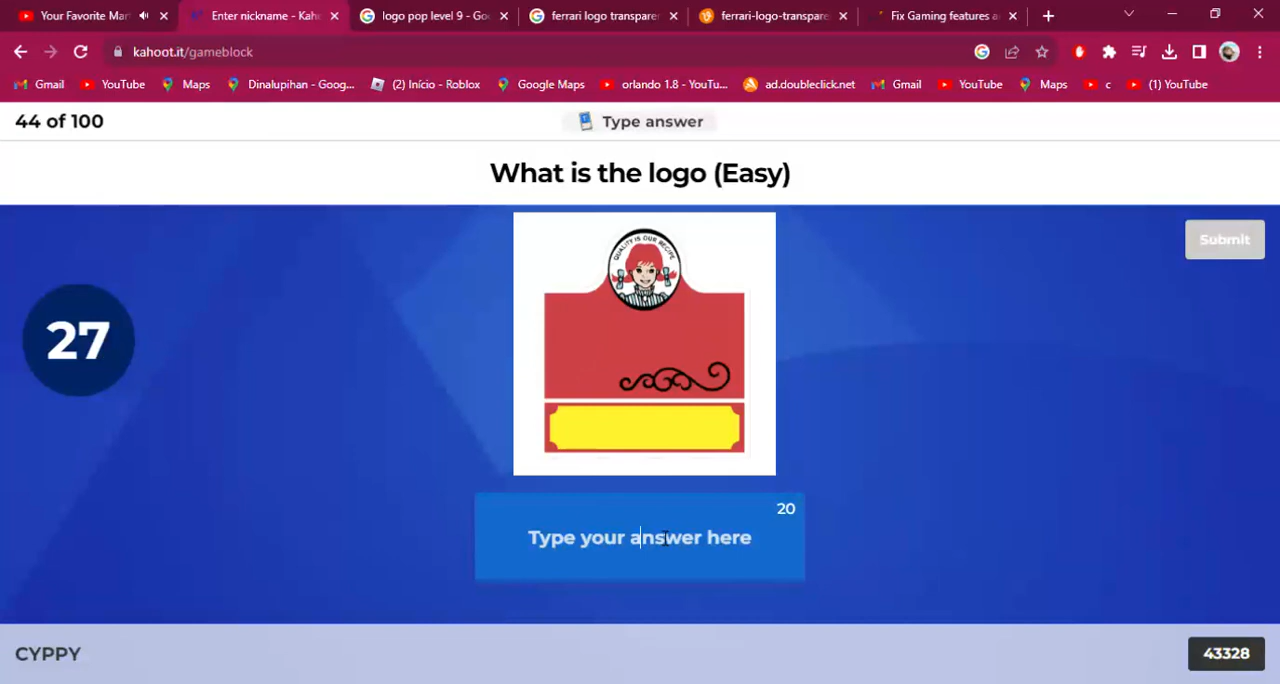 Your Favorite Mar
Enter nickname - Kah
logo pop level 9 - Go
ferrari logo transparen
ferrari-logo-transpare
Fix Gaming features a
kahoot.it/gameblock
Gmail
YouTube
Maps
Dinalupihan - Goog...
(2) Início - Roblox
Google Maps
orlando 1.8 - YouTu...
ad.doubleclick.net
Gmail
YouTube
Maps
c
(1) YouTube
44 of 100
Type answer
What is the logo (Easy)
Submit
QUALITY IS OUR RECIPE
27
20
Type your answer here
CYPPY
43328